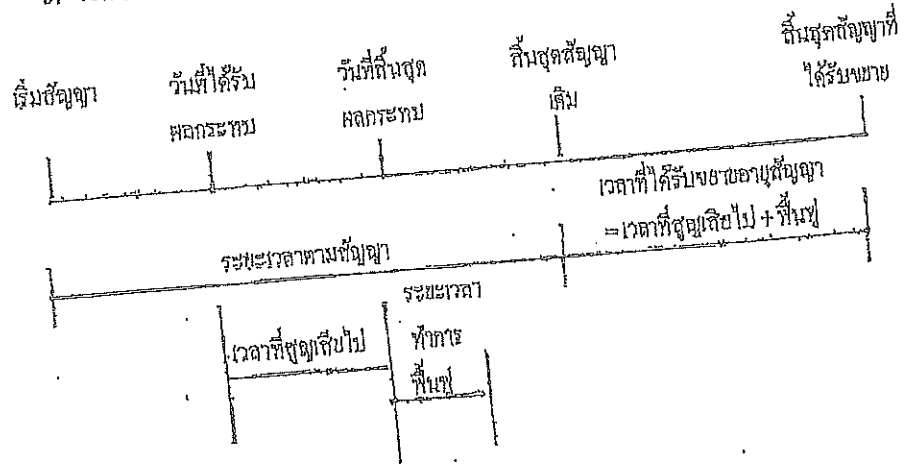 เริ่มสัญญา
วันที่ได้รับ
ผลกระทบ
วันที่สิ้นสุด
ผลกระทบ
สิ้นสุดสัญญา
เดิม
สิ้นสุดสัญญาที่
ได้รับขยาย
เวลาที่ได้รับขยายอายุสัญญา
=เวลาที่สูญเสียไป + ฟื้นฟู
ระยะเวลาตามสัญญา
เวลาที่สูญเสียไป
ระยะเวลา
ทำการ
ฟื้นฟู